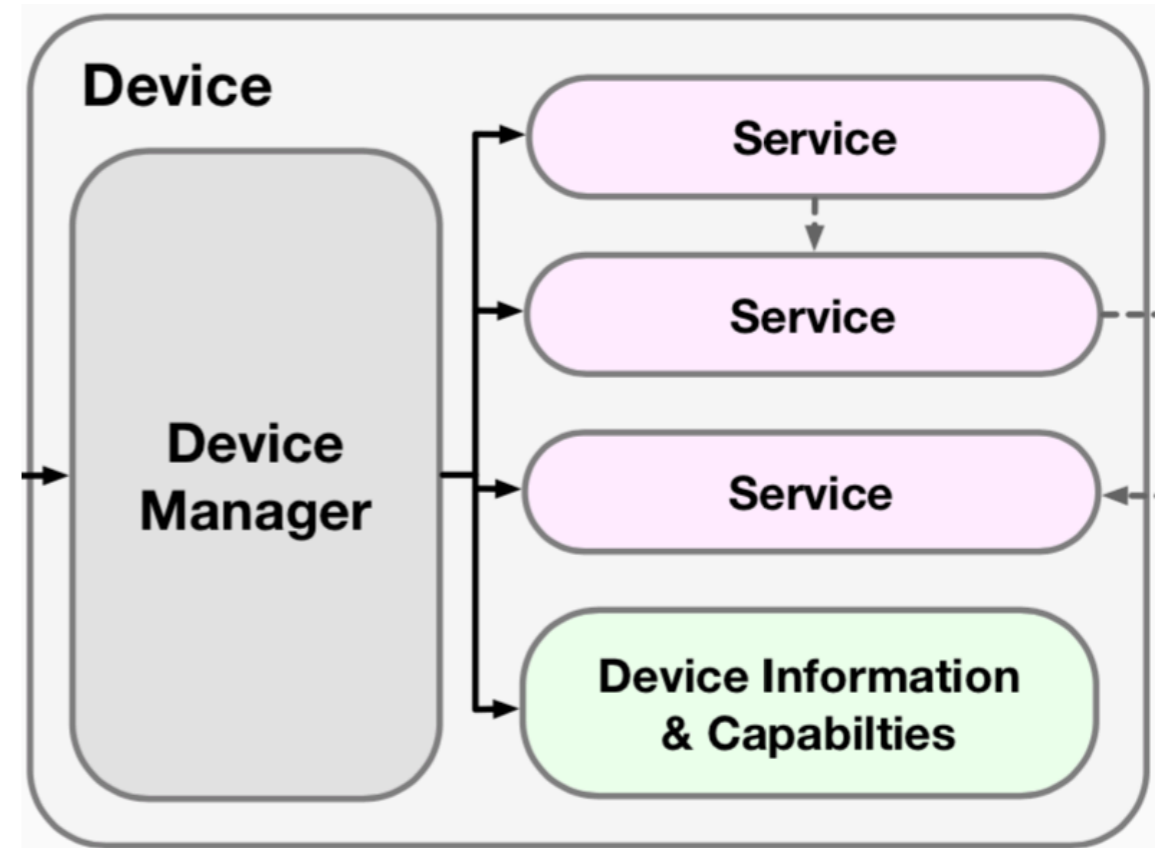 Device
Device
Manager
Service
Service
Service
Device Information
& Capabilties